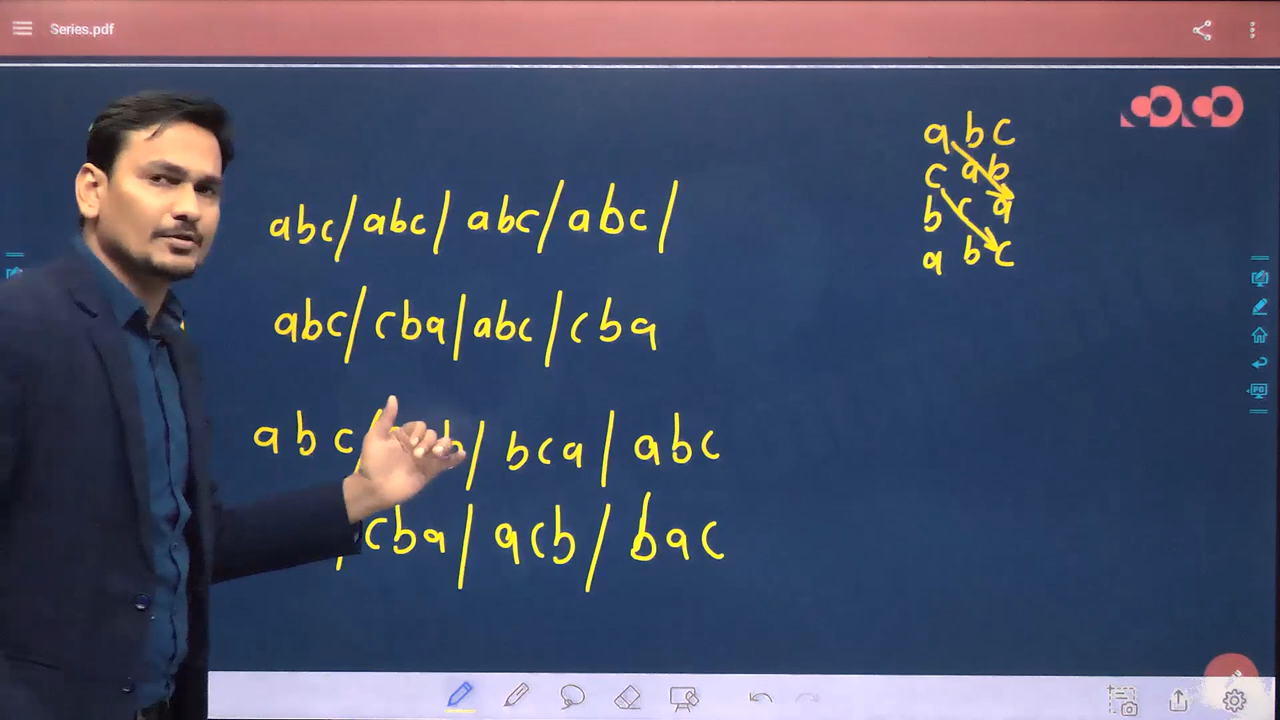 Series.pdf
abc/abc/abc/abc/
abc/cba/abc/cba
abc/ b/bca/abc
cba/acb/bac
abc
cab
bca
abc